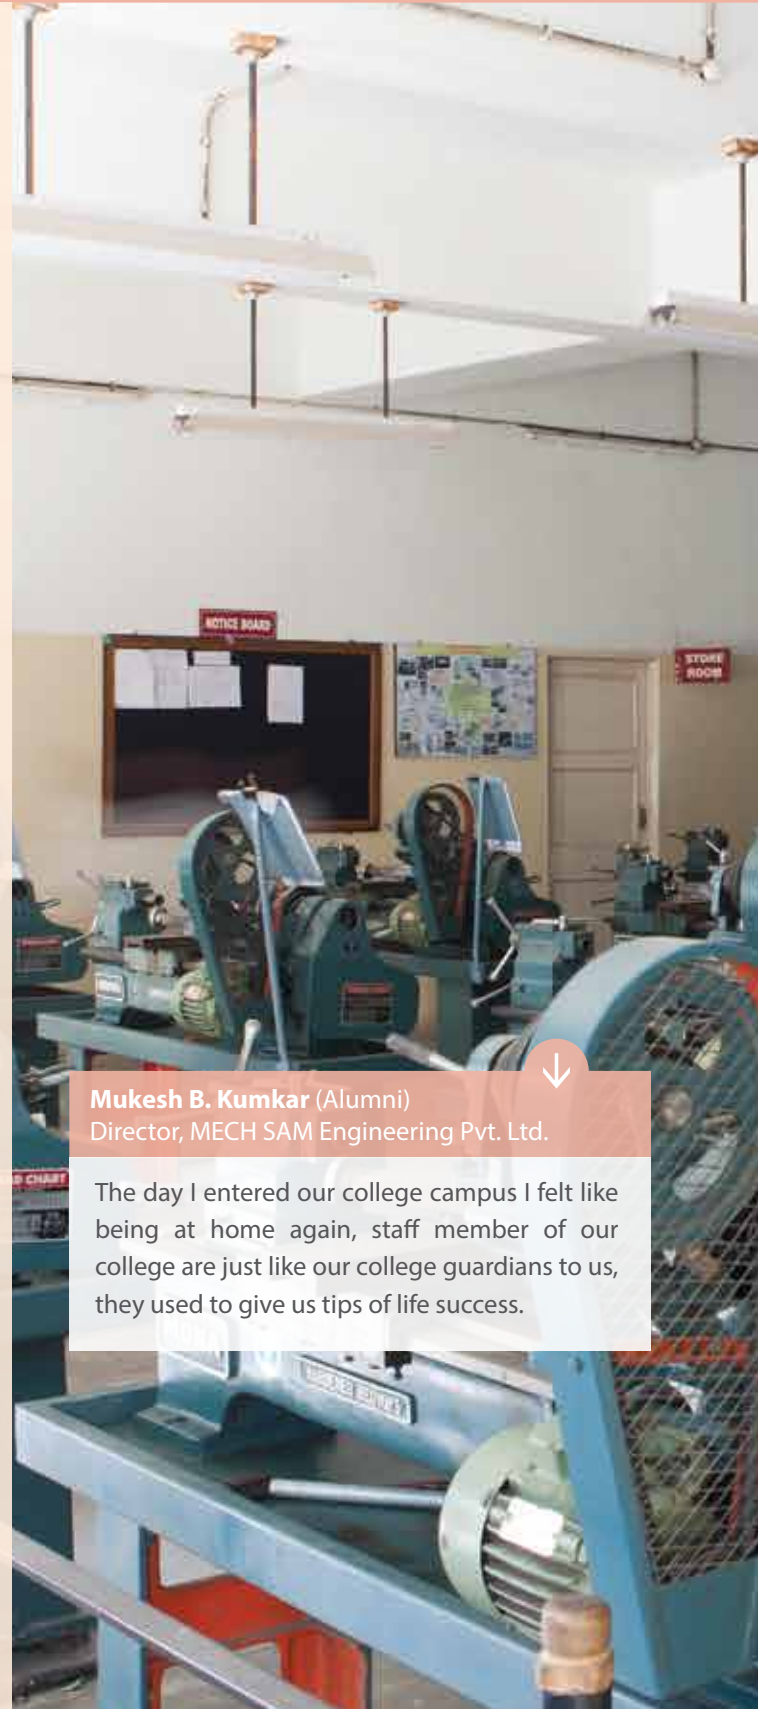 NOTICE BOARD
STORE
ROOM
Mukesh B. Kumkar (Alumni)
Director, MECH SAM Engineering Pvt. Ltd.
CHART
The day I entered our college campus I felt like
being at home again, staff member of our
college are just like our college guardians to us,
they used to give us tips of life success.